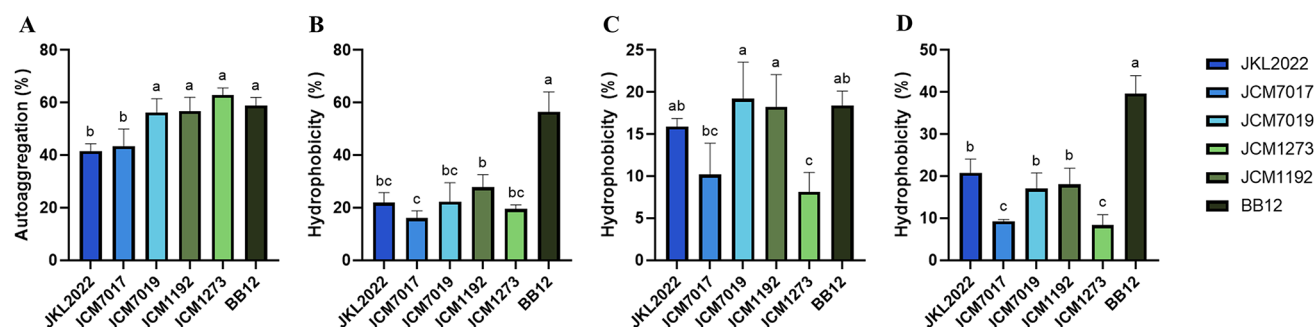 A
Autoaggregation (%)
80
60
40
20
0
b
b
a
a
a
a
JKL2022
JCM7017
JCM7019
JCM1192
JCM1273
BB12
B
Hydrophobicity (%)
80
60
40
20
0
bc
c
bc
b
bc
a
JKL2022
JCM7017
JCM7019
JCM1192
JCM1273
BB12
C
Hydrophobicity (%)
25
20
15
10
5
0
ab
bc
a
a
c
ab
JKL2022
JCM7017
JCM7019
JCM1192
JCM1273
BB12
D
Hydrophobicity (%)
50
40
30
20
10
0
b
c
b
b
c
a
JKL2022
JCM7017
JCM7019
JCM1192
JCM1273
BB12
JKL2022
JCM7017
JCM7019
JCM1273
JCM1192
BB12